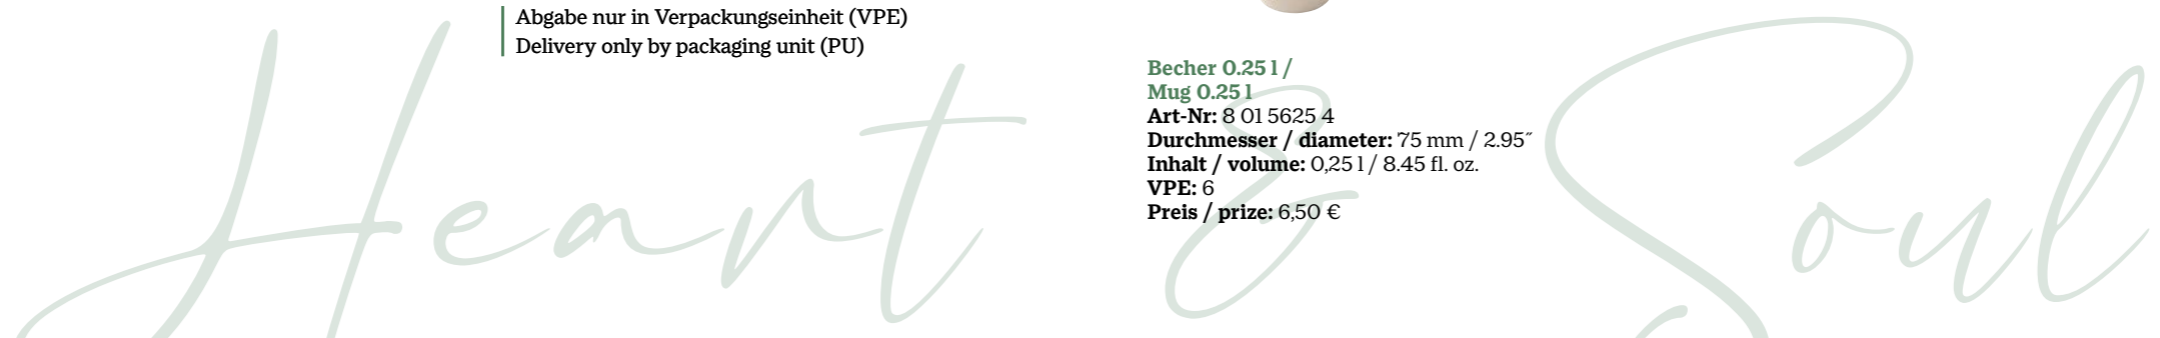 Abgabe nur in Verpackungseinheit (VPE)
Delivery only by packaging unit (PU)
Becher 0.25 l /
Mug 0.25 l
Art-Nr: 8 01 5625 4
Durchmesser / diameter: 75 mm / 2.95˝
Inhalt / volume: 0,25 l / 8.45 fl. oz.
VPE: 6
Preis / prize: 6,50 €
Heart & Soul